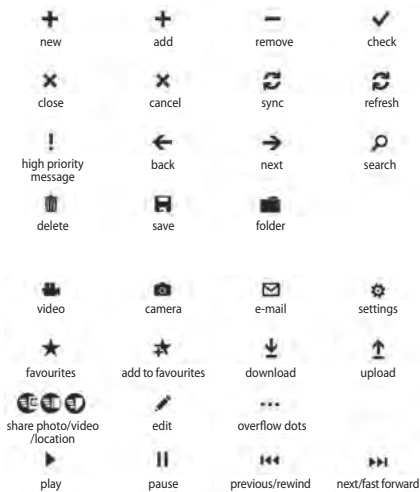 new add remove check
close cancel sync refresh
high priority
message
back next search
delete save folder
video camera e-mail settings
favourites add to favourites download upload
share photo/video
/location
edit overflow dots
play pause previous/rewind next/fast forward